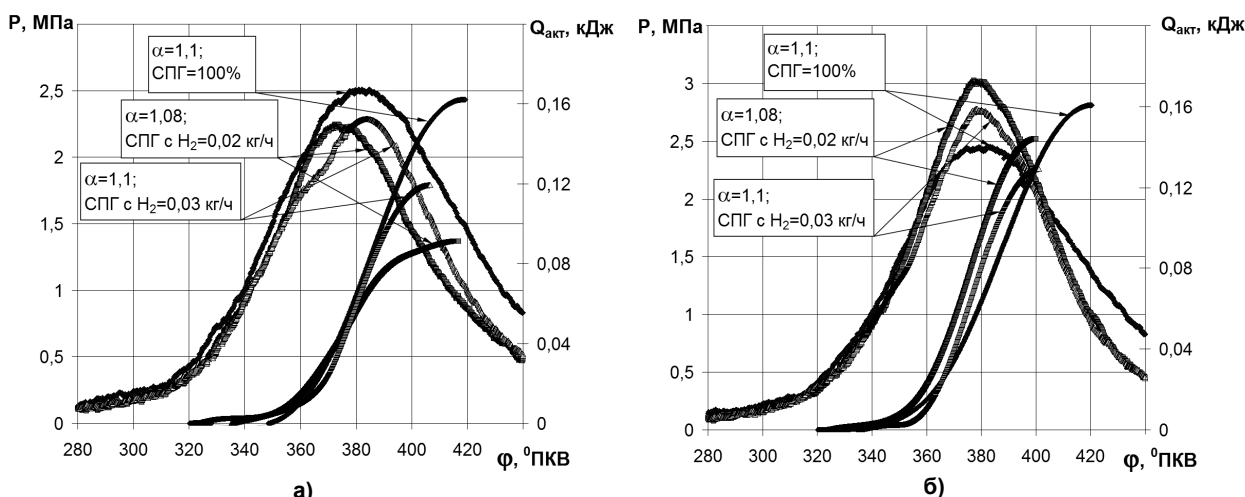 P, МПа
Qакт, кДж
α=1,1;
СПГ=100%
α=1,08;
СПГ с H₂=0,02 кг/ч
α=1,1;
СПГ с H₂=0,03 кг/ч
2,5
2
1,5
1
0,5
0
0,16
0,12
0,08
0,04
0
280 300 320 340 360 380 400 420
φ, ⁰ПКВ
а)
P, МПа
Qакт, кДж
α=1,1;
СПГ=100%
α=1,08;
СПГ с H₂=0,02 кг/ч
α=1,1;
СПГ с H₂=0,03 кг/ч
3
2,5
2
1,5
1
0,5
0
0,16
0,12
0,08
0,04
0
280 300 320 340 360 380 400 420
φ, ⁰ПКВ
б)